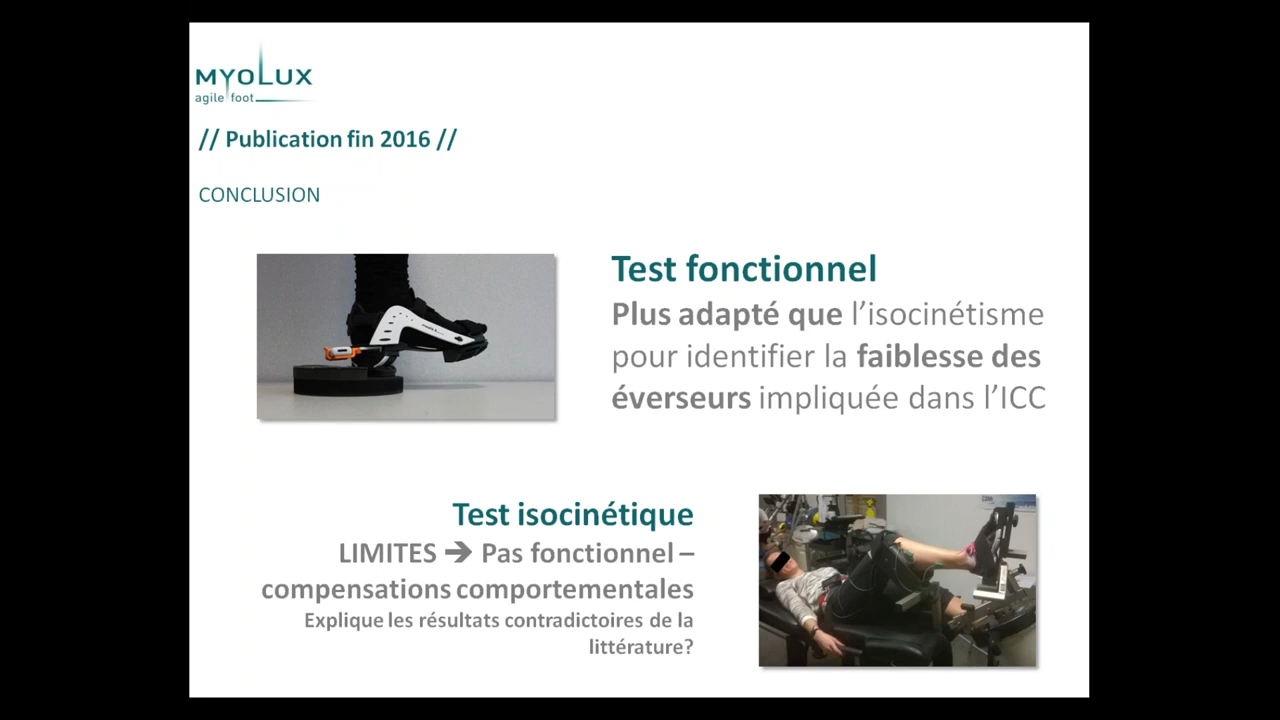 MYOLUX
agile foot
// Publication fin 2016 //
CONCLUSION
Test fonctionnel
Plus adapté que l’isocinétisme
pour identifier la faiblesse des
éverseurs impliquée dans l’ICC
Test isocinétique
LIMITES ➔ Pas fonctionnel –
compensations comportementales
Explique les résultats contradictoires de la
littérature?